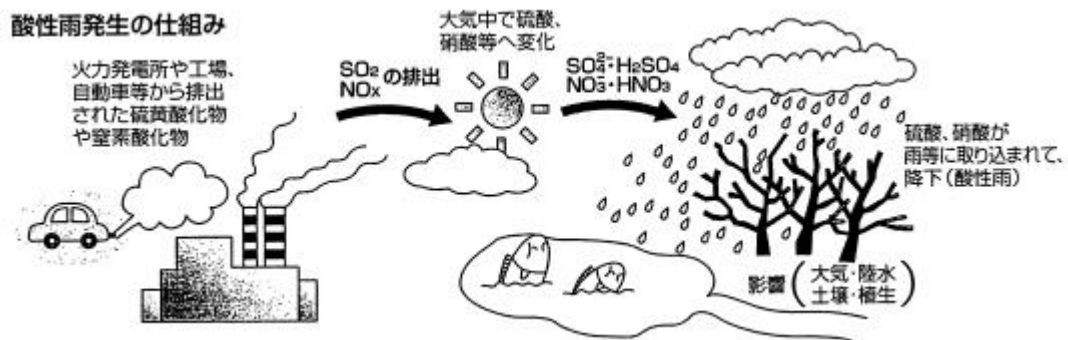 酸性雨発生の仕組み
火力発電所や工場、
自動車等から排出
された硫黄酸化物
や窒素酸化物
SO₂
NOx の排出
大気中で硫酸、
硝酸等へ変化
SO₄²⁻・H₂SO₄
NO₃⁻・HNO₃
硫酸、硝酸が
雨等に取り込まれて、
降下(酸性雨)
影響(大気・陸水
土壌・植生)